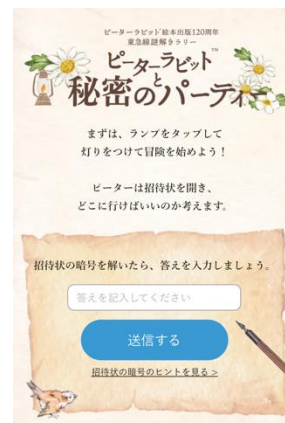 ピーターラビット™絵本出版120周年
東急線謎解きラリー
ピーターラビット™
と
秘密のパーティー
まずは、ランプをタップして
灯りをつけて冒険を始めよう！
ピーターは招待状を開き、
どこに行けばいいのか考えます。
招待状の暗号を解いたら、答えを入力しましょう。
答えを記入してください
送信する
招待状の暗号のヒントを見る＞